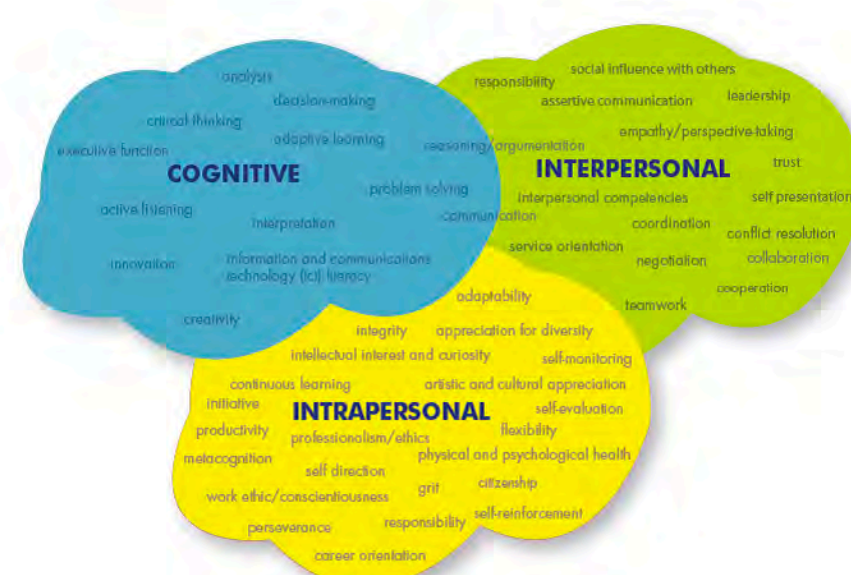 analysis
decision-making
critical thinking
adaptive learning
executive function
COGNITIVE
problem solving
active listening
interpretation
innovation
information and communications
technology (ict) literacy
creativity
reasoning/argumentation
communication
responsibility
social influence with others
assertive communication
leadership
empathy/perspective-taking
INTERPERSONAL
trust
interpersonal competencies
self presentation
coordination
conflict resolution
service orientation
negotiation
collaboration
cooperation
teamwork
adaptability
integrity
appreciation for diversity
intellectual interest and curiosity
self-monitoring
continuous learning
artistic and cultural appreciation
initiative
INTRAPERSONAL
self-evaluation
productivity
professionalism/ethics
flexibility
metacognition
physical and psychological health
self direction
work ethic/conscientiousness
grit
citizenship
perseverance
responsibility
self-reinforcement
career orientation